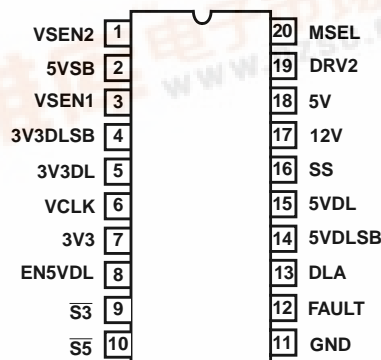 VSEN2 1 20 MSEL
5VSB 2 19 DRV2
VSEN1 3 18 5V
3V3DLSB 4 17 12V
3V3DL 5 16 SS
VCLK 6 15 5VDL
3V3 7 14 5VDLSB
EN5VDL 8 13 DLA
S3 9 12 FAULT
S5 10 11 GND